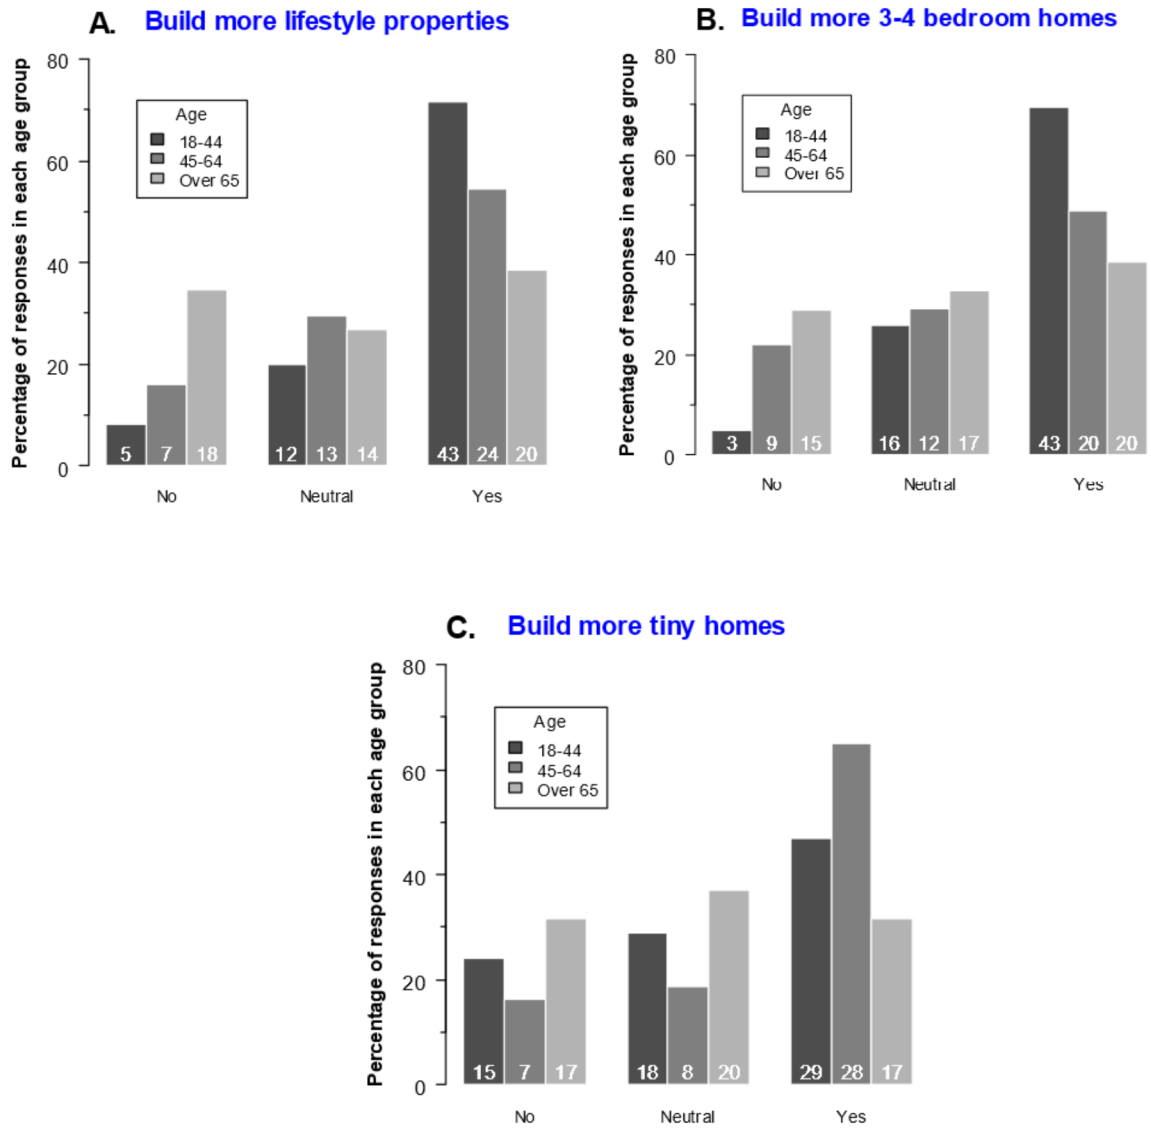 A. Build more lifestyle properties
Percentage of responses in each age group
80
60
40
20
0
Age
18-44
45-64
Over 65
5 7 18 12 13 14 43 24 20
No Neutral Yes
B. Build more 3-4 bedroom homes
Percentage of responses in each age group
80
60
40
20
0
Age
18-44
45-64
Over 65
3 9 15 16 12 17 43 20 20
No Neutral Yes
C. Build more tiny homes
Percentage of responses in each age group
80
60
40
20
0
Age
18-44
45-64
Over 65
15 7 17 18 8 20 29 28 17
No Neutral Yes